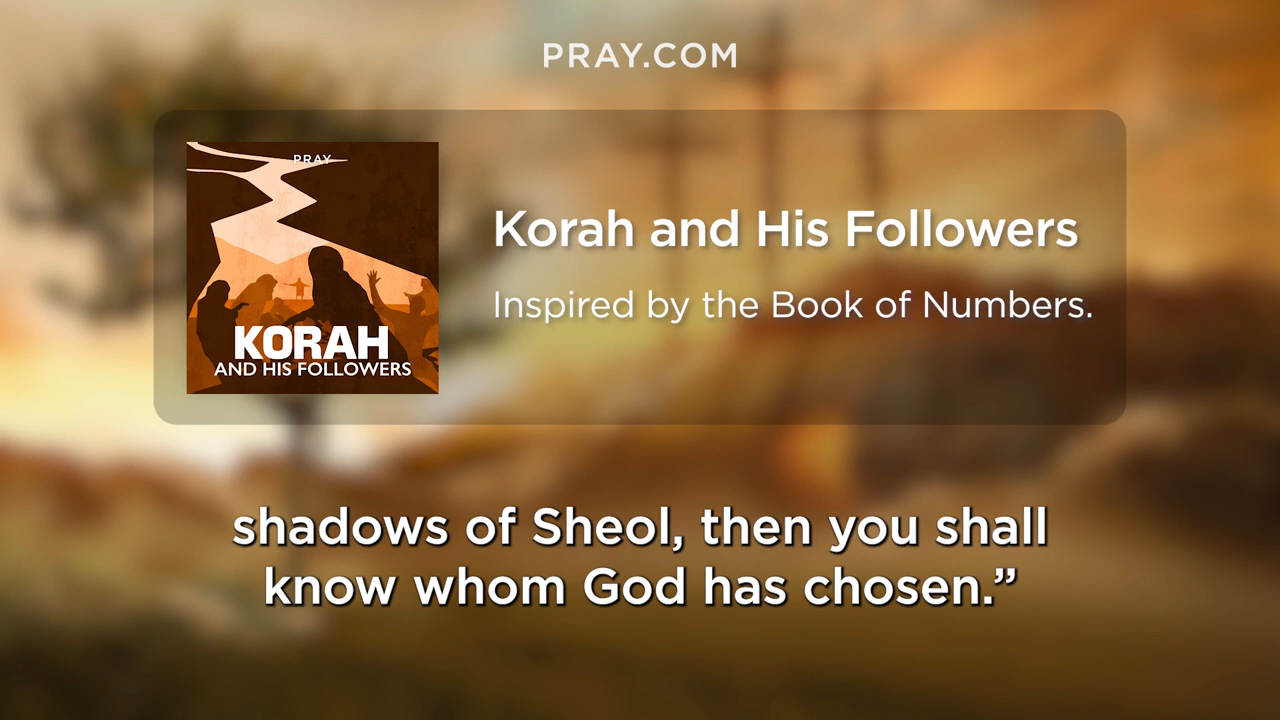 PRAY.COM
PRAY
KORAH
AND HIS FOLLOWERS
Korah and His Followers
Inspired by the Book of Numbers.
shadows of Sheol, then you shall
know whom God has chosen.”